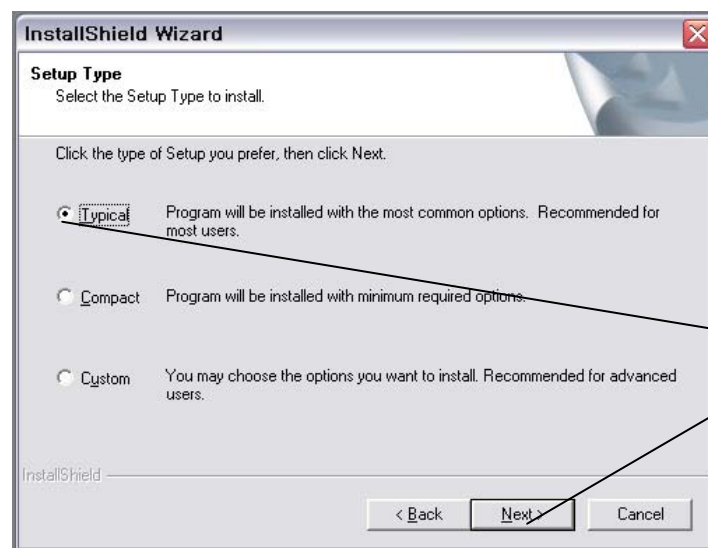 InstallShield Wizard
Setup Type
Select the Setup Type to install.
Click the type of Setup you prefer, then click Next.
Typical Program will be installed with the most common options. Recommended for
most users.
Compact Program will be installed with minimum required options.
Custom You may choose the options you want to install. Recommended for advanced
users.
InstallShield
< Back Next > Cancel